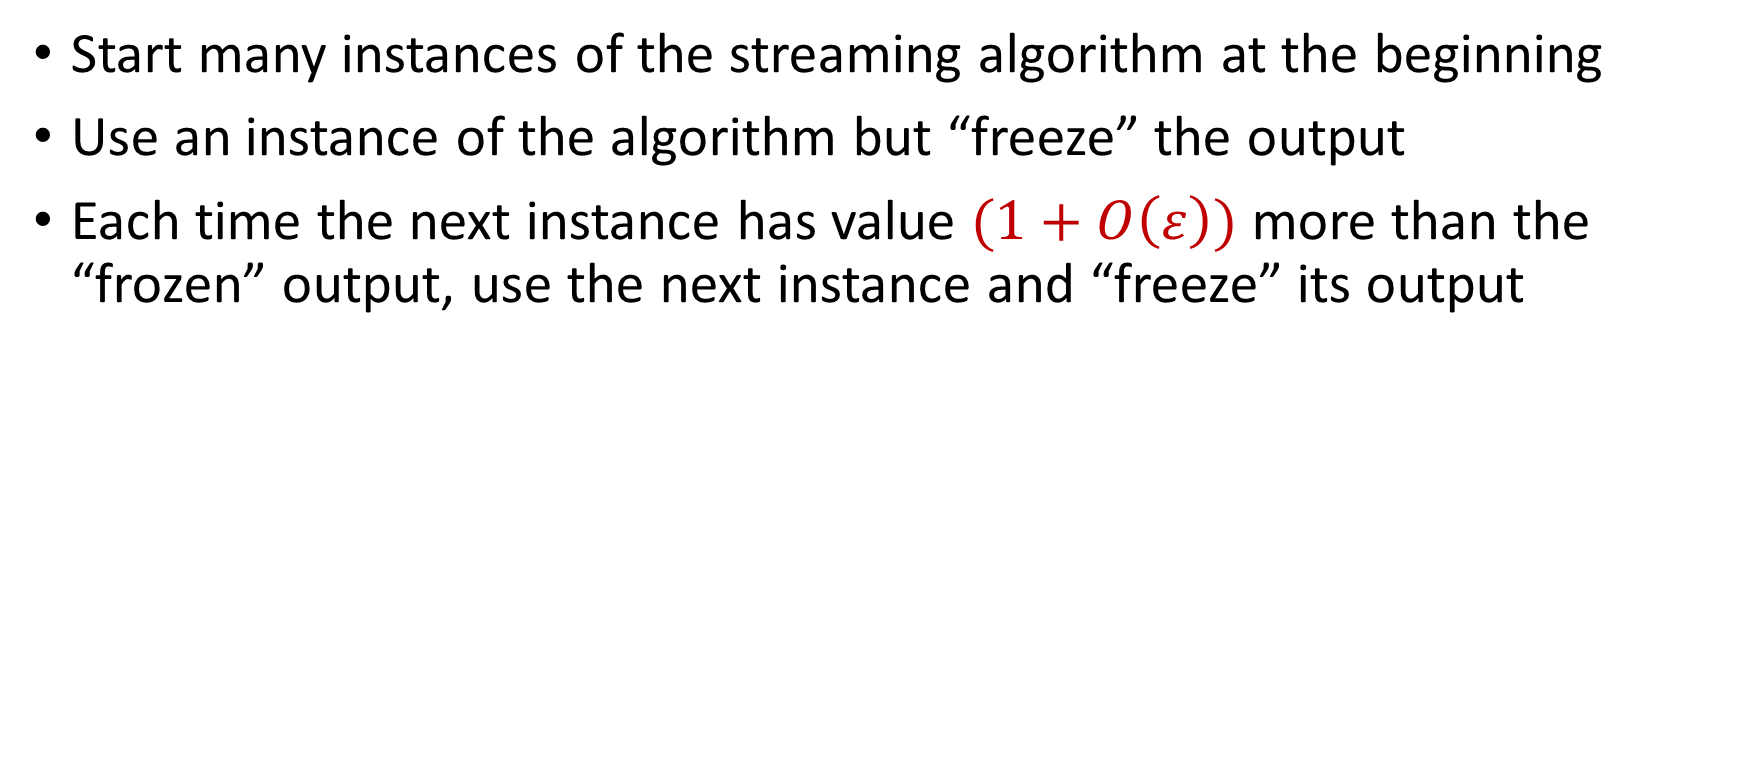 • Start many instances of the streaming algorithm at the beginning
• Use an instance of the algorithm but “freeze” the output
• Each time the next instance has value (1 + 𝑂(𝜀)) more than the
“frozen” output, use the next instance and “freeze” its output